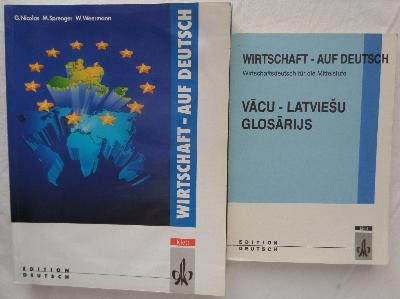 G.Nicolas M.Sprenger W.Weermann
WIRTSCHAFT - AUF DEUTSCH
Klett
EDITION
DEUTSCH
WIRTSCHAFT - AUF DEUTSCH
Wirtschaftsdeutsch für die Mittelstufe
VĀCU - LATVIEŠU
GLOSĀRIJS
EDITION
DEUTSCH
Klett